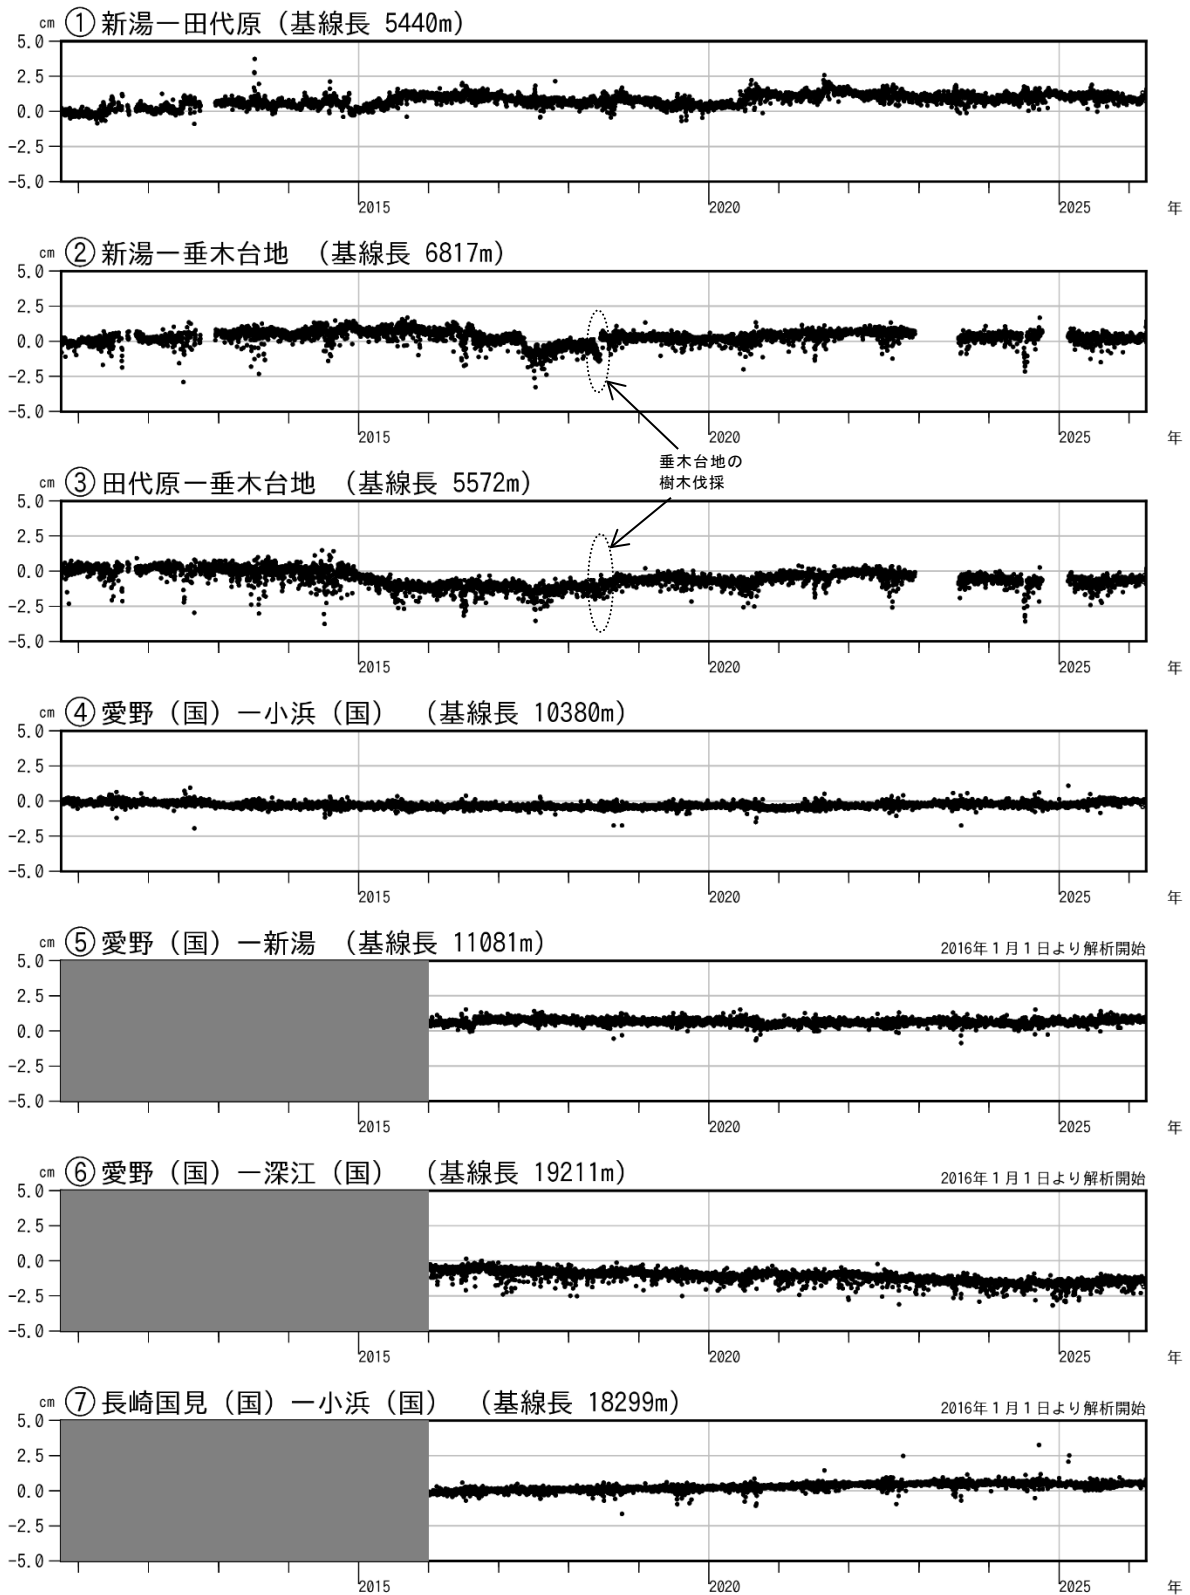 cm ①新湯－田代原（基線長 5440m）
5.0
2.5
0.0
-2.5
-5.0
2015 2020 2025 年
cm ②新湯－垂木台地 （基線長 6817m）
5.0
2.5
0.0
-2.5
-5.0
2015 2020 2025 年
垂木台地の
樹木伐採
cm ③田代原－垂木台地 （基線長 5572m）
5.0
2.5
0.0
-2.5
-5.0
2015 2020 2025 年
cm ④愛野（国）－小浜（国） （基線長 10380m）
5.0
2.5
0.0
-2.5
-5.0
2015 2020 2025 年
cm ⑤愛野（国）－新湯 （基線長 11081m） 2016年１月１日より解析開始
5.0
2.5
0.0
-2.5
-5.0
2015 2020 2025 年
cm ⑥愛野（国）－深江（国） （基線長 19211m） 2016年１月１日より解析開始
5.0
2.5
0.0
-2.5
-5.0
2015 2020 2025 年
cm ⑦長崎国見（国）－小浜（国） （基線長 18299m） 2016年１月１日より解析開始
5.0
2.5
0.0
-2.5
-5.0
2015 2020 2025 年